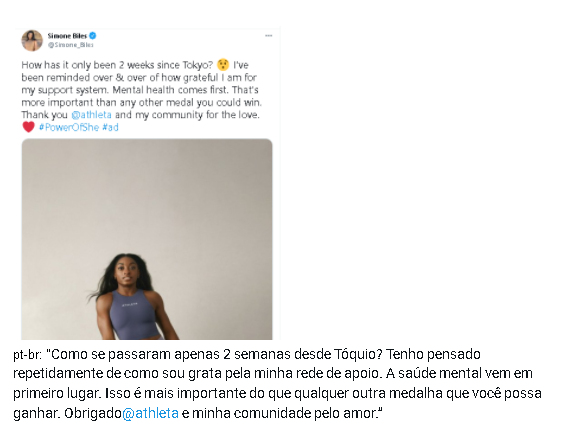 Simone Biles
@Simone_Biles
How has it only been 2 weeks since Tokyo? 😯 I've
been reminded over & over of how grateful I am for
my support system. Mental health comes first. That's
more important than any other medal you could win.
Thank you @athleta and my community for the love.
❤️ #PowerOfShe #ad
pt-br: “Como se passaram apenas 2 semanas desde Tóquio? Tenho pensado
repetidamente de como sou grata pela minha rede de apoio. A saúde mental vem em
primeiro lugar. Isso é mais importante do que qualquer outra medalha que você possa
ganhar. Obrigado@athleta e minha comunidade pelo amor.”